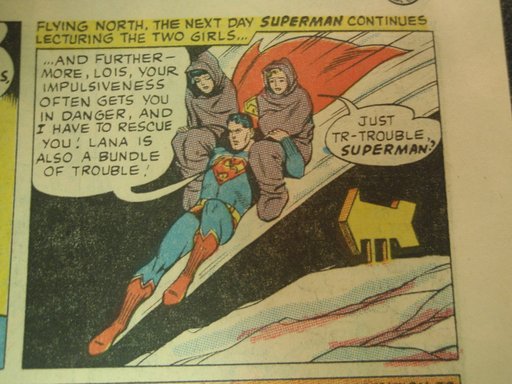 FLYING NORTH, THE NEXT DAY SUPERMAN CONTINUES
LECTURING THE TWO GIRLS...
...AND FURTHER-
MORE, LOIS, YOUR
IMPULSIVENESS
OFTEN GETS YOU
IN DANGER, AND
I HAVE TO RESCUE
YOU! LANA IS
ALSO A BUNDLE
OF TROUBLE!
JUST
TR-TROUBLE,
SUPERMAN?